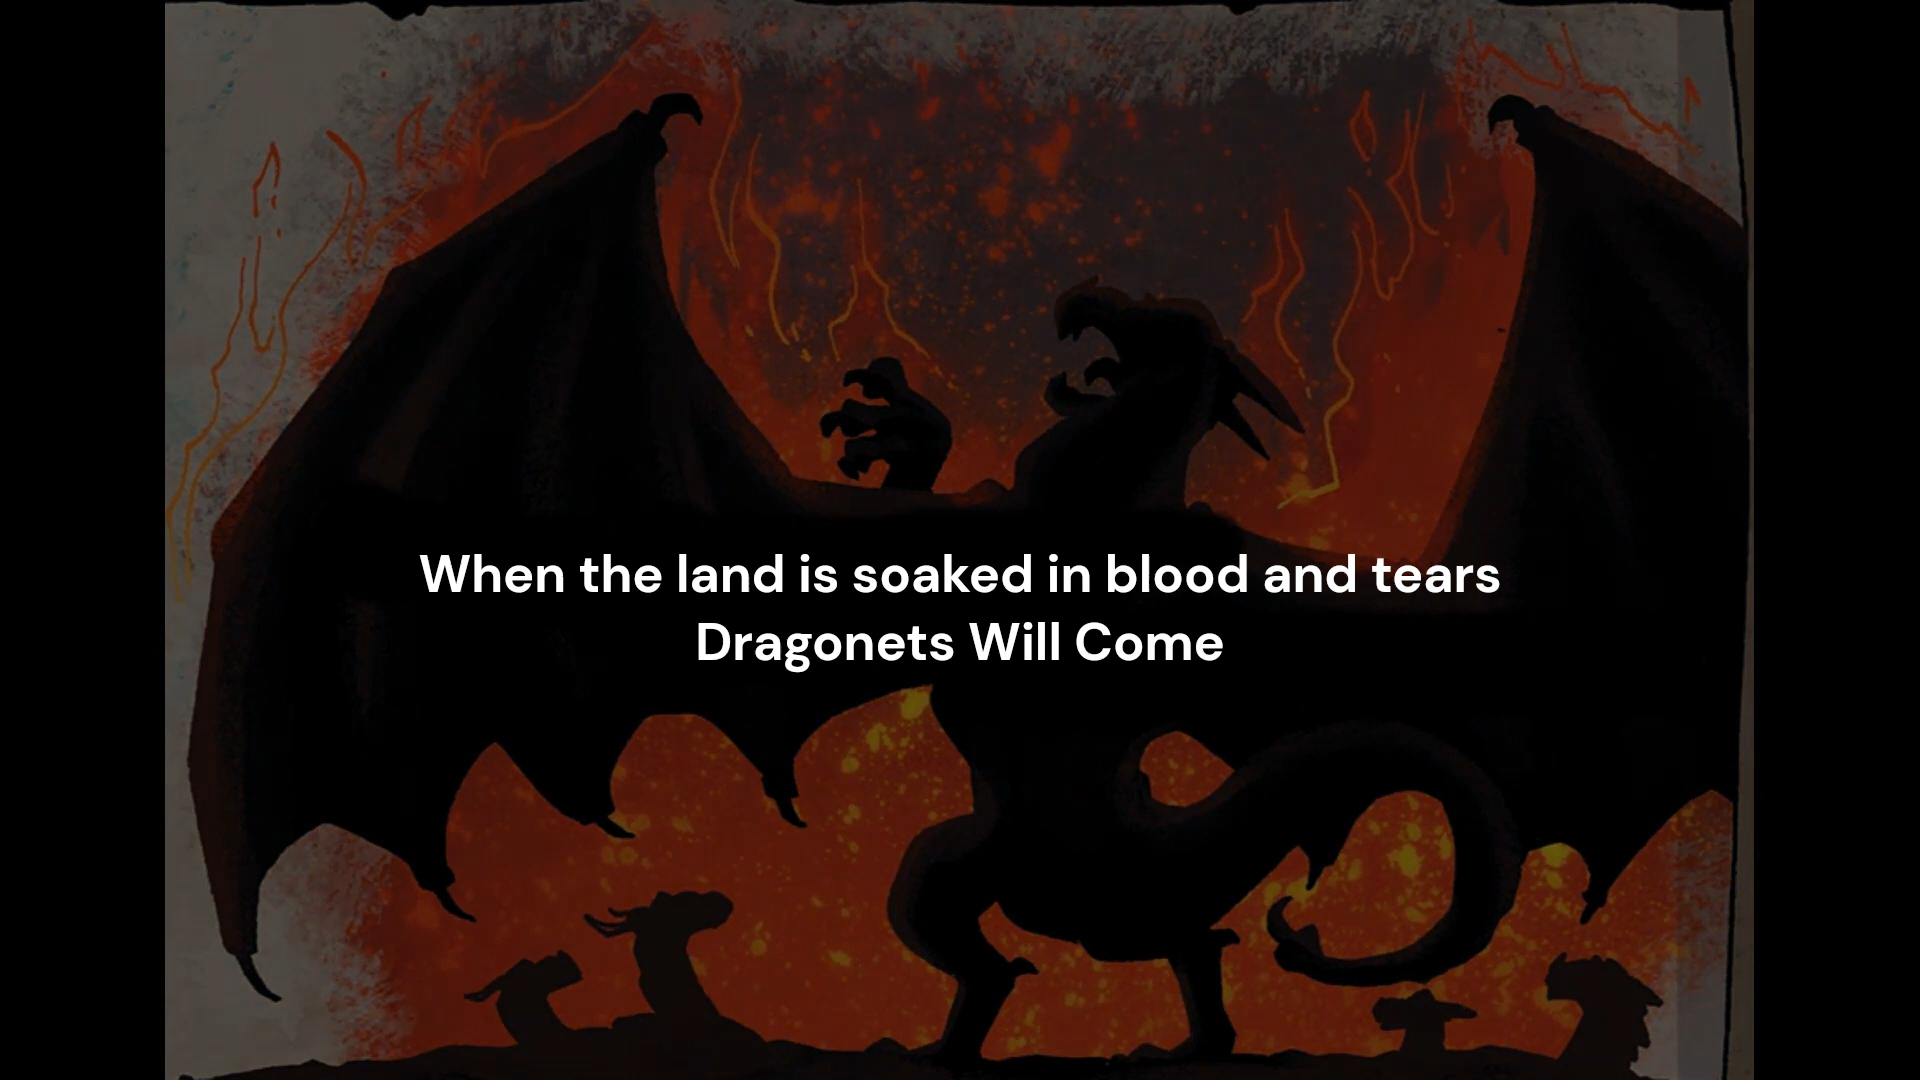 When the land is soaked in blood and tears
Dragonets Will Come